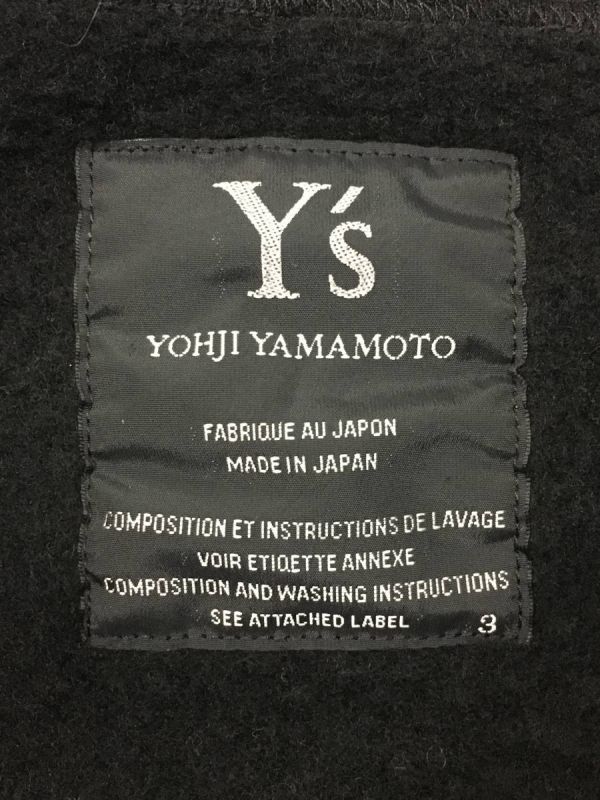 Y's
YOHJI YAMAMOTO
FABRIQUE AU JAPON
MADE IN JAPAN
COMPOSITION ET INSTRUCTIONS DE LAVAGE
VOIR ETIQETTE ANNEXE
COMPOSITION AND WASHING INSTRUCTIONS
SEE ATTACHED LABEL 3